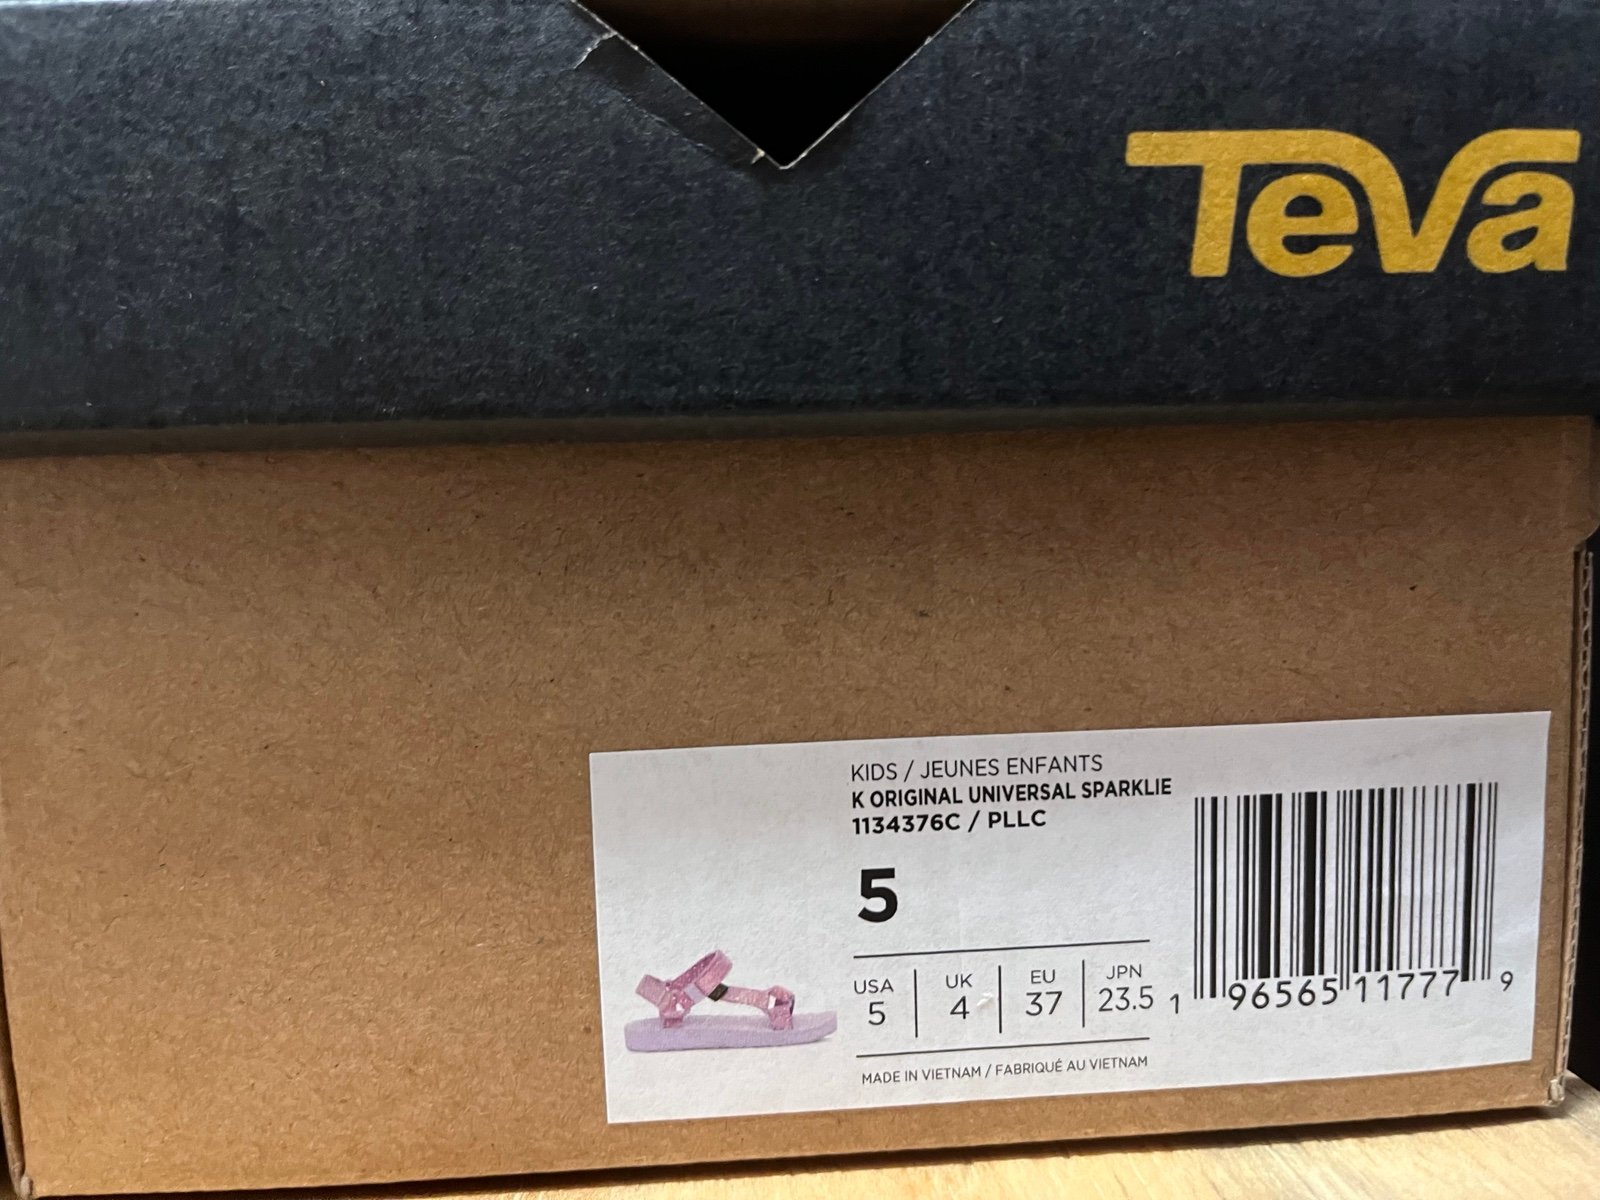 Teva
KIDS / JEUNES ENFANTS
K ORIGINAL UNIVERSAL SPARKLIE
1134376C / PLLC
5
USA UK EU JPN
5 4 37 23.5
MADE IN VIETNAM / FABRIQUÉ AU VIETNAM
1 96565 11777 9